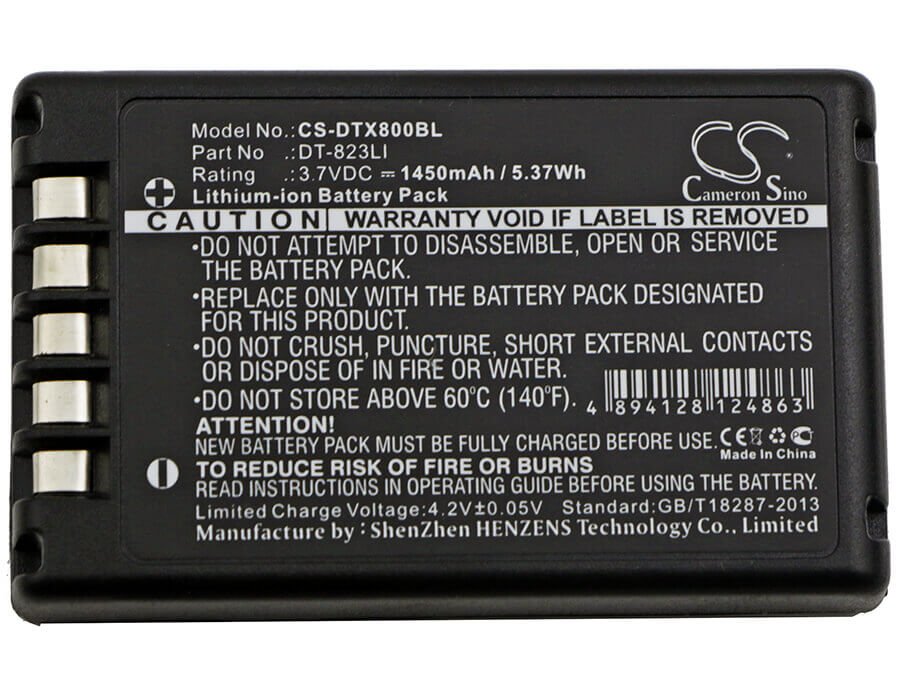 Model No.:CS-DTX800BL
Part No :DT-823LI
Rating :3.7VDC ⎓ 1450mAh / 5.37Wh
Lithium-ion Battery Pack
CS
Cameron Sino
CAUTION WARRANTY VOID IF LABEL IS REMOVED
•DO NOT ATTEMPT TO DISASSEMBLE, OPEN OR SERVICE
THE BATTERY PACK.
•REPLACE ONLY WITH THE BATTERY PACK DESIGNATED
FOR THIS PRODUCT.
•DO NOT CRUSH, PUNCTURE, SHORT EXTERNAL CONTACTS
OR DISPOSE OF IN FIRE OR WATER.
•DO NOT STORE ABOVE 60°C (140°F).
4 894128 124863
ATTENTION!
NEW BATTERY PACK MUST BE FULLY CHARGED BEFORE USE.
CE
Made In China
TO REDUCE RISK OF FIRE OR BURNS
READ INSTRUCTIONS IN OPERATING GUIDE BEFORE CHARGING.
Limited Charge Voltage:4.2V±0.05V Standard:GB/T18287-2013
Manufacture by : ShenZhen HENZENS Technology Co., Limited